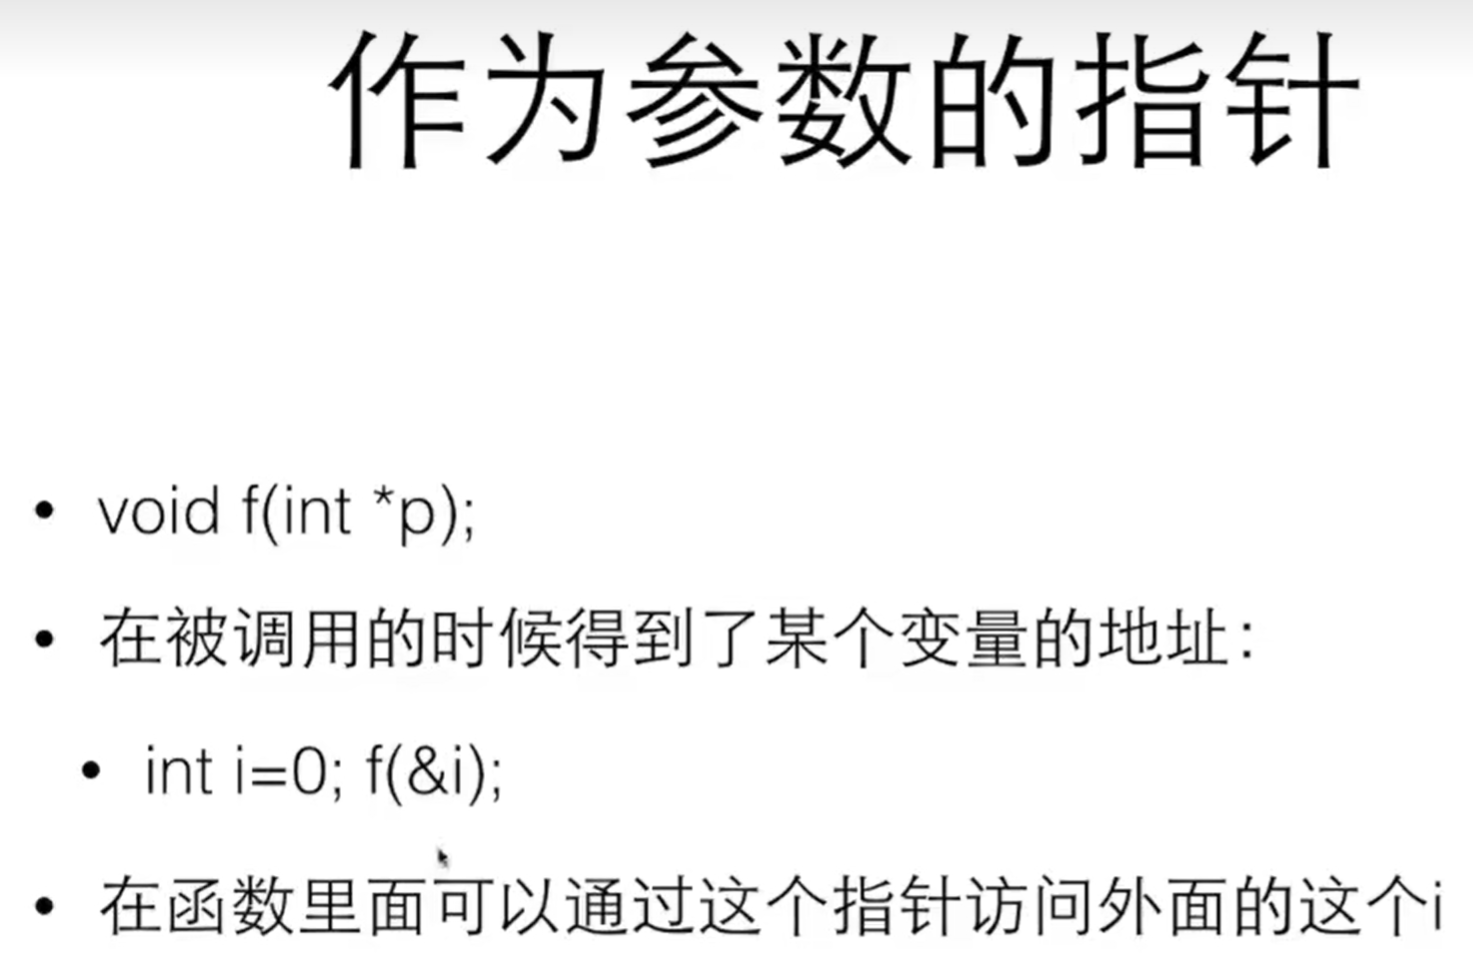 作为参数的指针
• void f(int *p);
• 在被调用的时候得到了某个变量的地址：
• int i=0; f(&i);
• 在函数里面可以通过这个指针访问外面的这个i